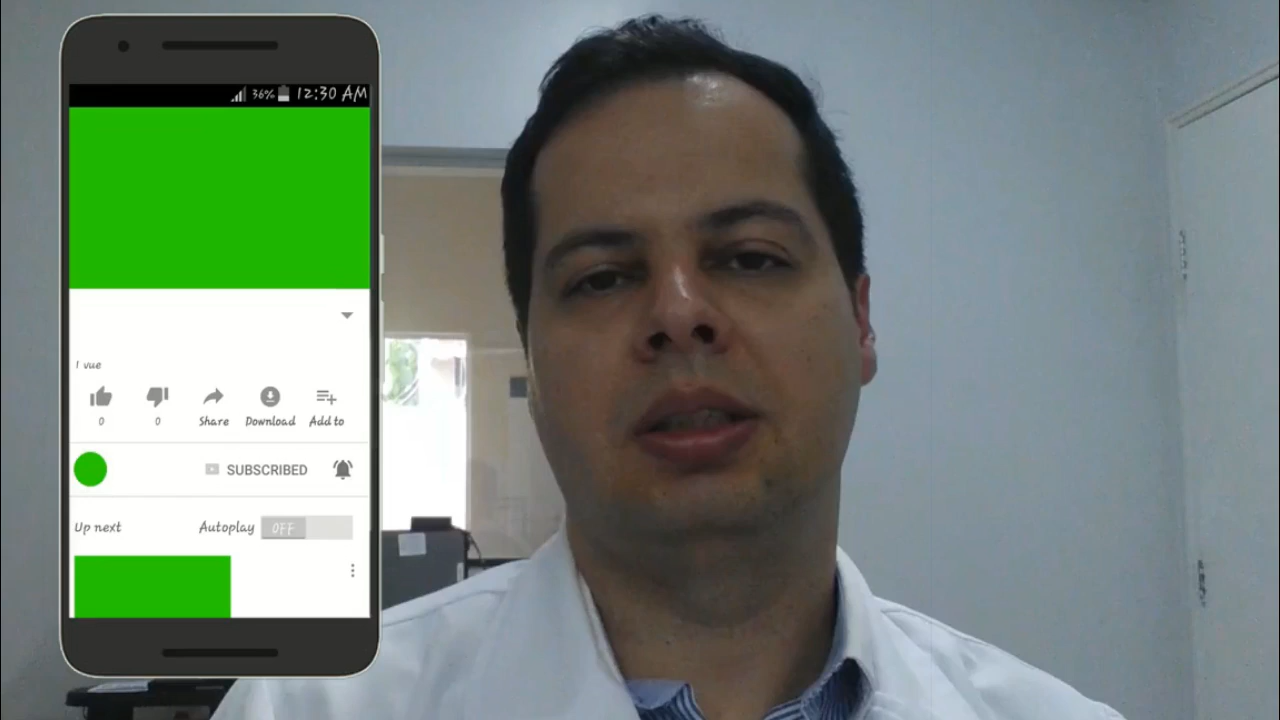 36% 12:30 AM
1 vue
0 0 Share Download Add to
SUBSCRIBED
Up next Autoplay OFF